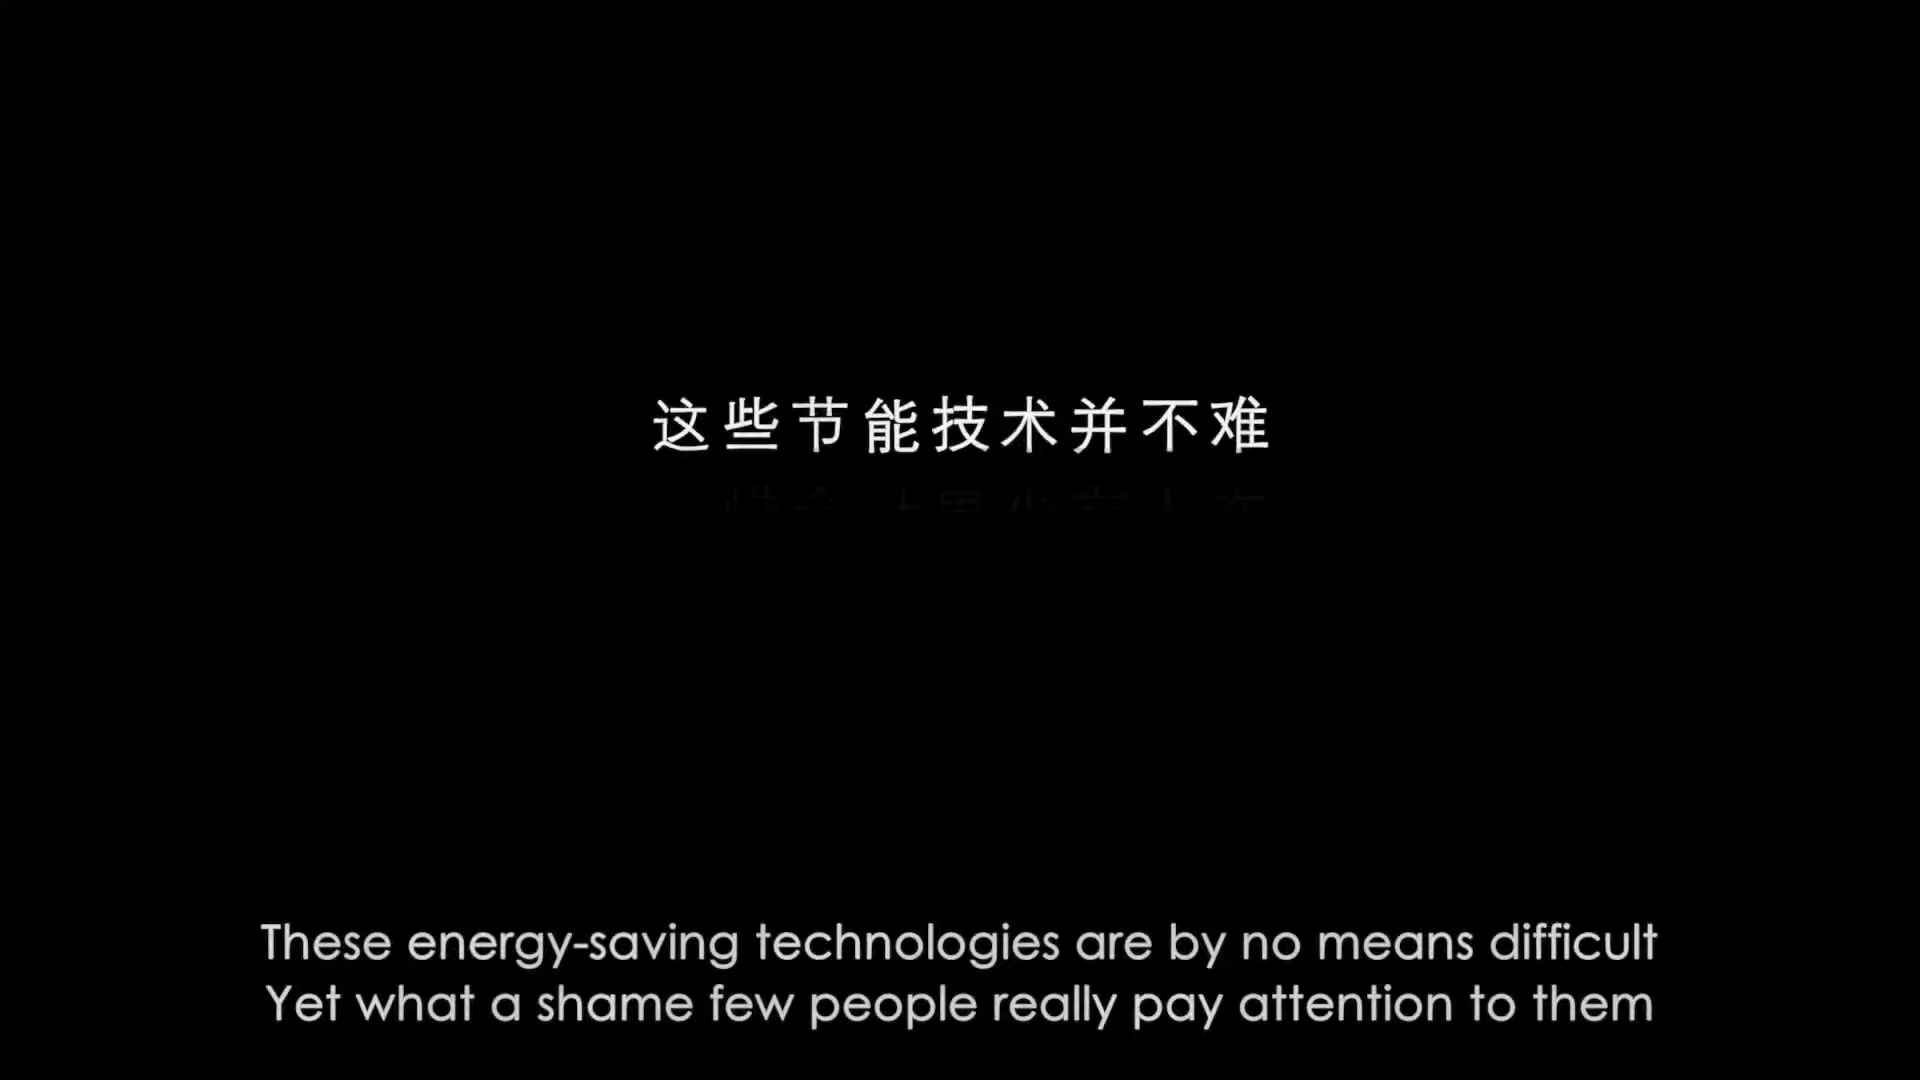 这些节能技术并不难
These energy-saving technologies are by no means difficult
Yet what a shame few people really pay attention to them